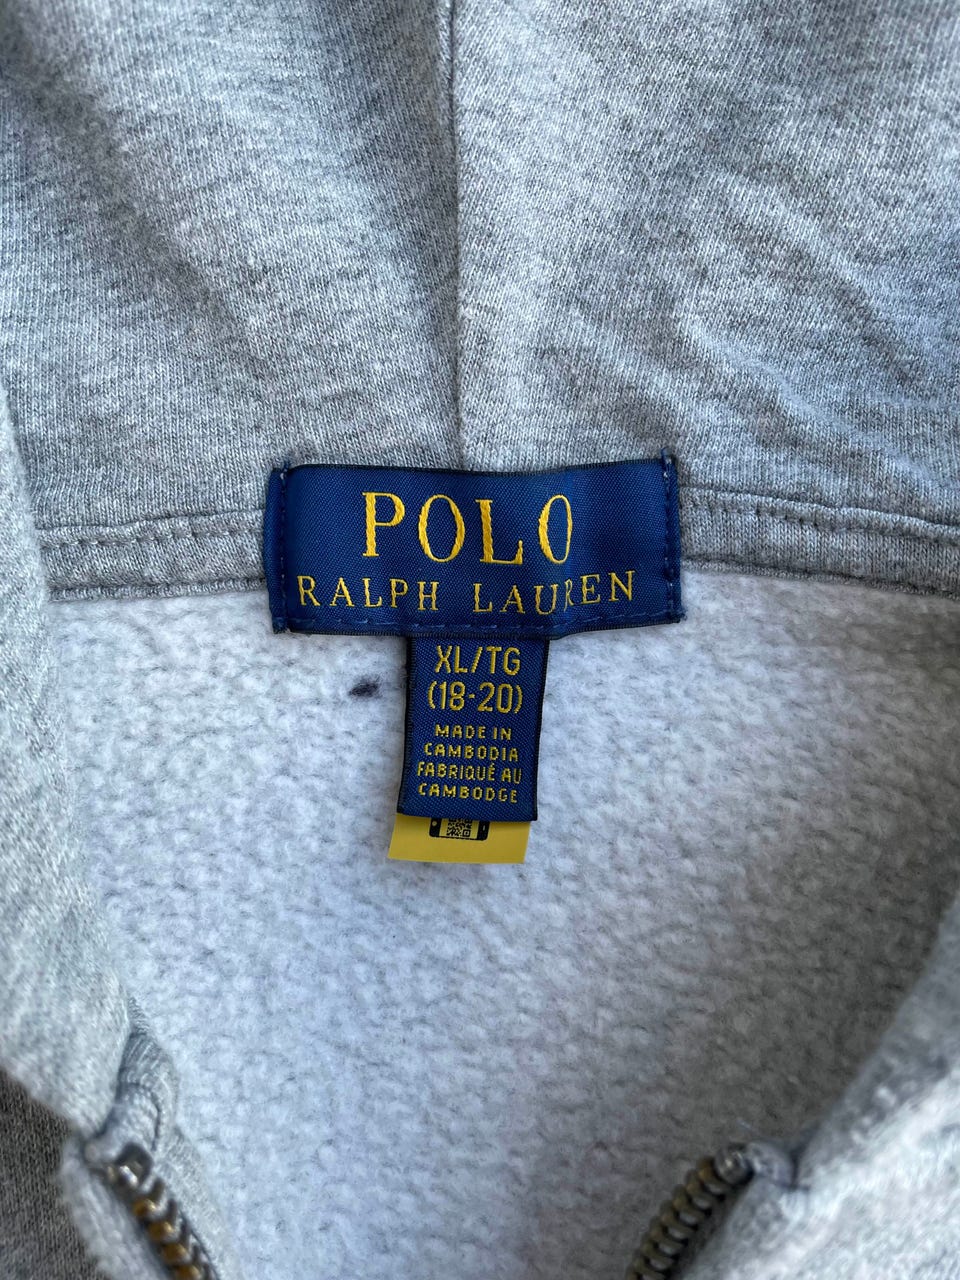 POLO
RALPH LAUREN
XL/TG
(18-20)
MADE IN
CAMBODIA
FABRIQUÉ AU
CAMBODGE